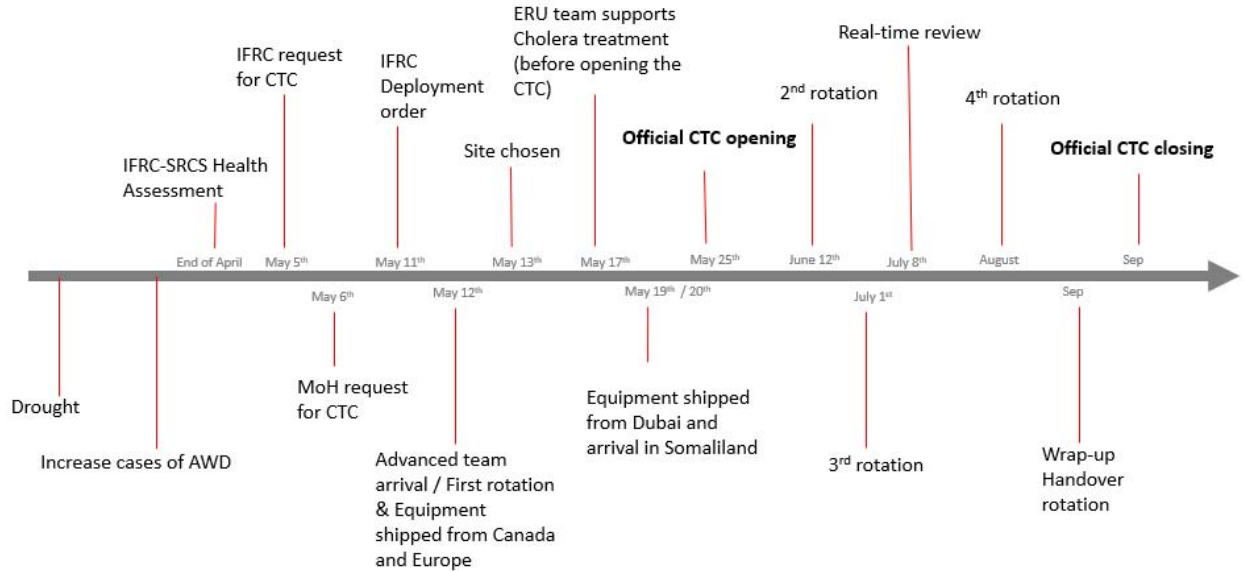 ERU team supports
Cholera treatment
(before opening the
CTC)
Real-time review
IFRC request
for CTC
IFRC
Deployment
order
2nd rotation
4th rotation
Site chosen
Official CTC opening
Official CTC closing
IFRC-SRCS Health
Assessment
End of April
May 5th
May 11th
May 13th
May 17th
May 25th
June 12th
July 8th
August
Sep
May 6th
May 12th
May 19th / 20th
July 1st
Sep
Drought
Increase cases of AWD
MoH request
for CTC
Advanced team
arrival / First rotation
& Equipment
shipped from Canada
and Europe
Equipment shipped
from Dubai and
arrival in Somaliland
3rd rotation
Wrap-up
Handover
rotation